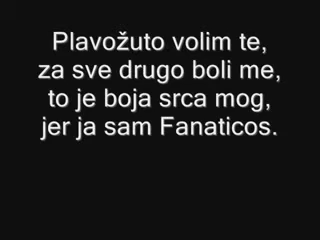 Plavožuto volim te,
za sve drugo boli me,
to je boja srca mog,
jer ja sam Fanaticos.